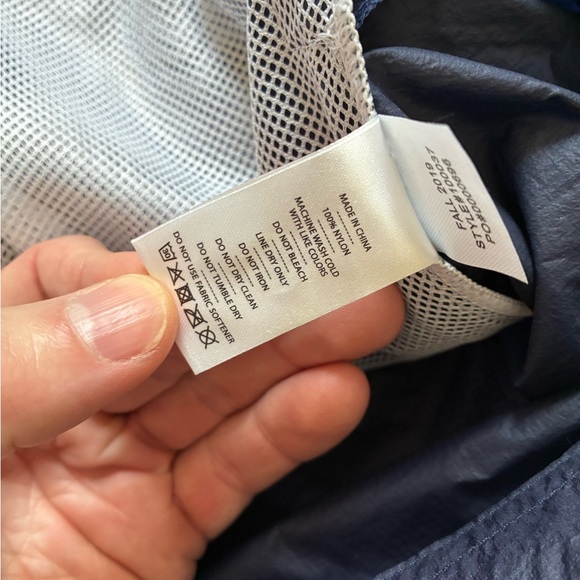 MADE IN CHINA
100% NYLON
MACHINE WASH COLD
WITH LIKE COLORS
DO NOT BLEACH
LINE DRY ONLY
DO NOT IRON
DO NOT DRY CLEAN
DO NOT TUMBLE DRY
DO NOT USE FABRIC SOFTENER
30
FALL 2019